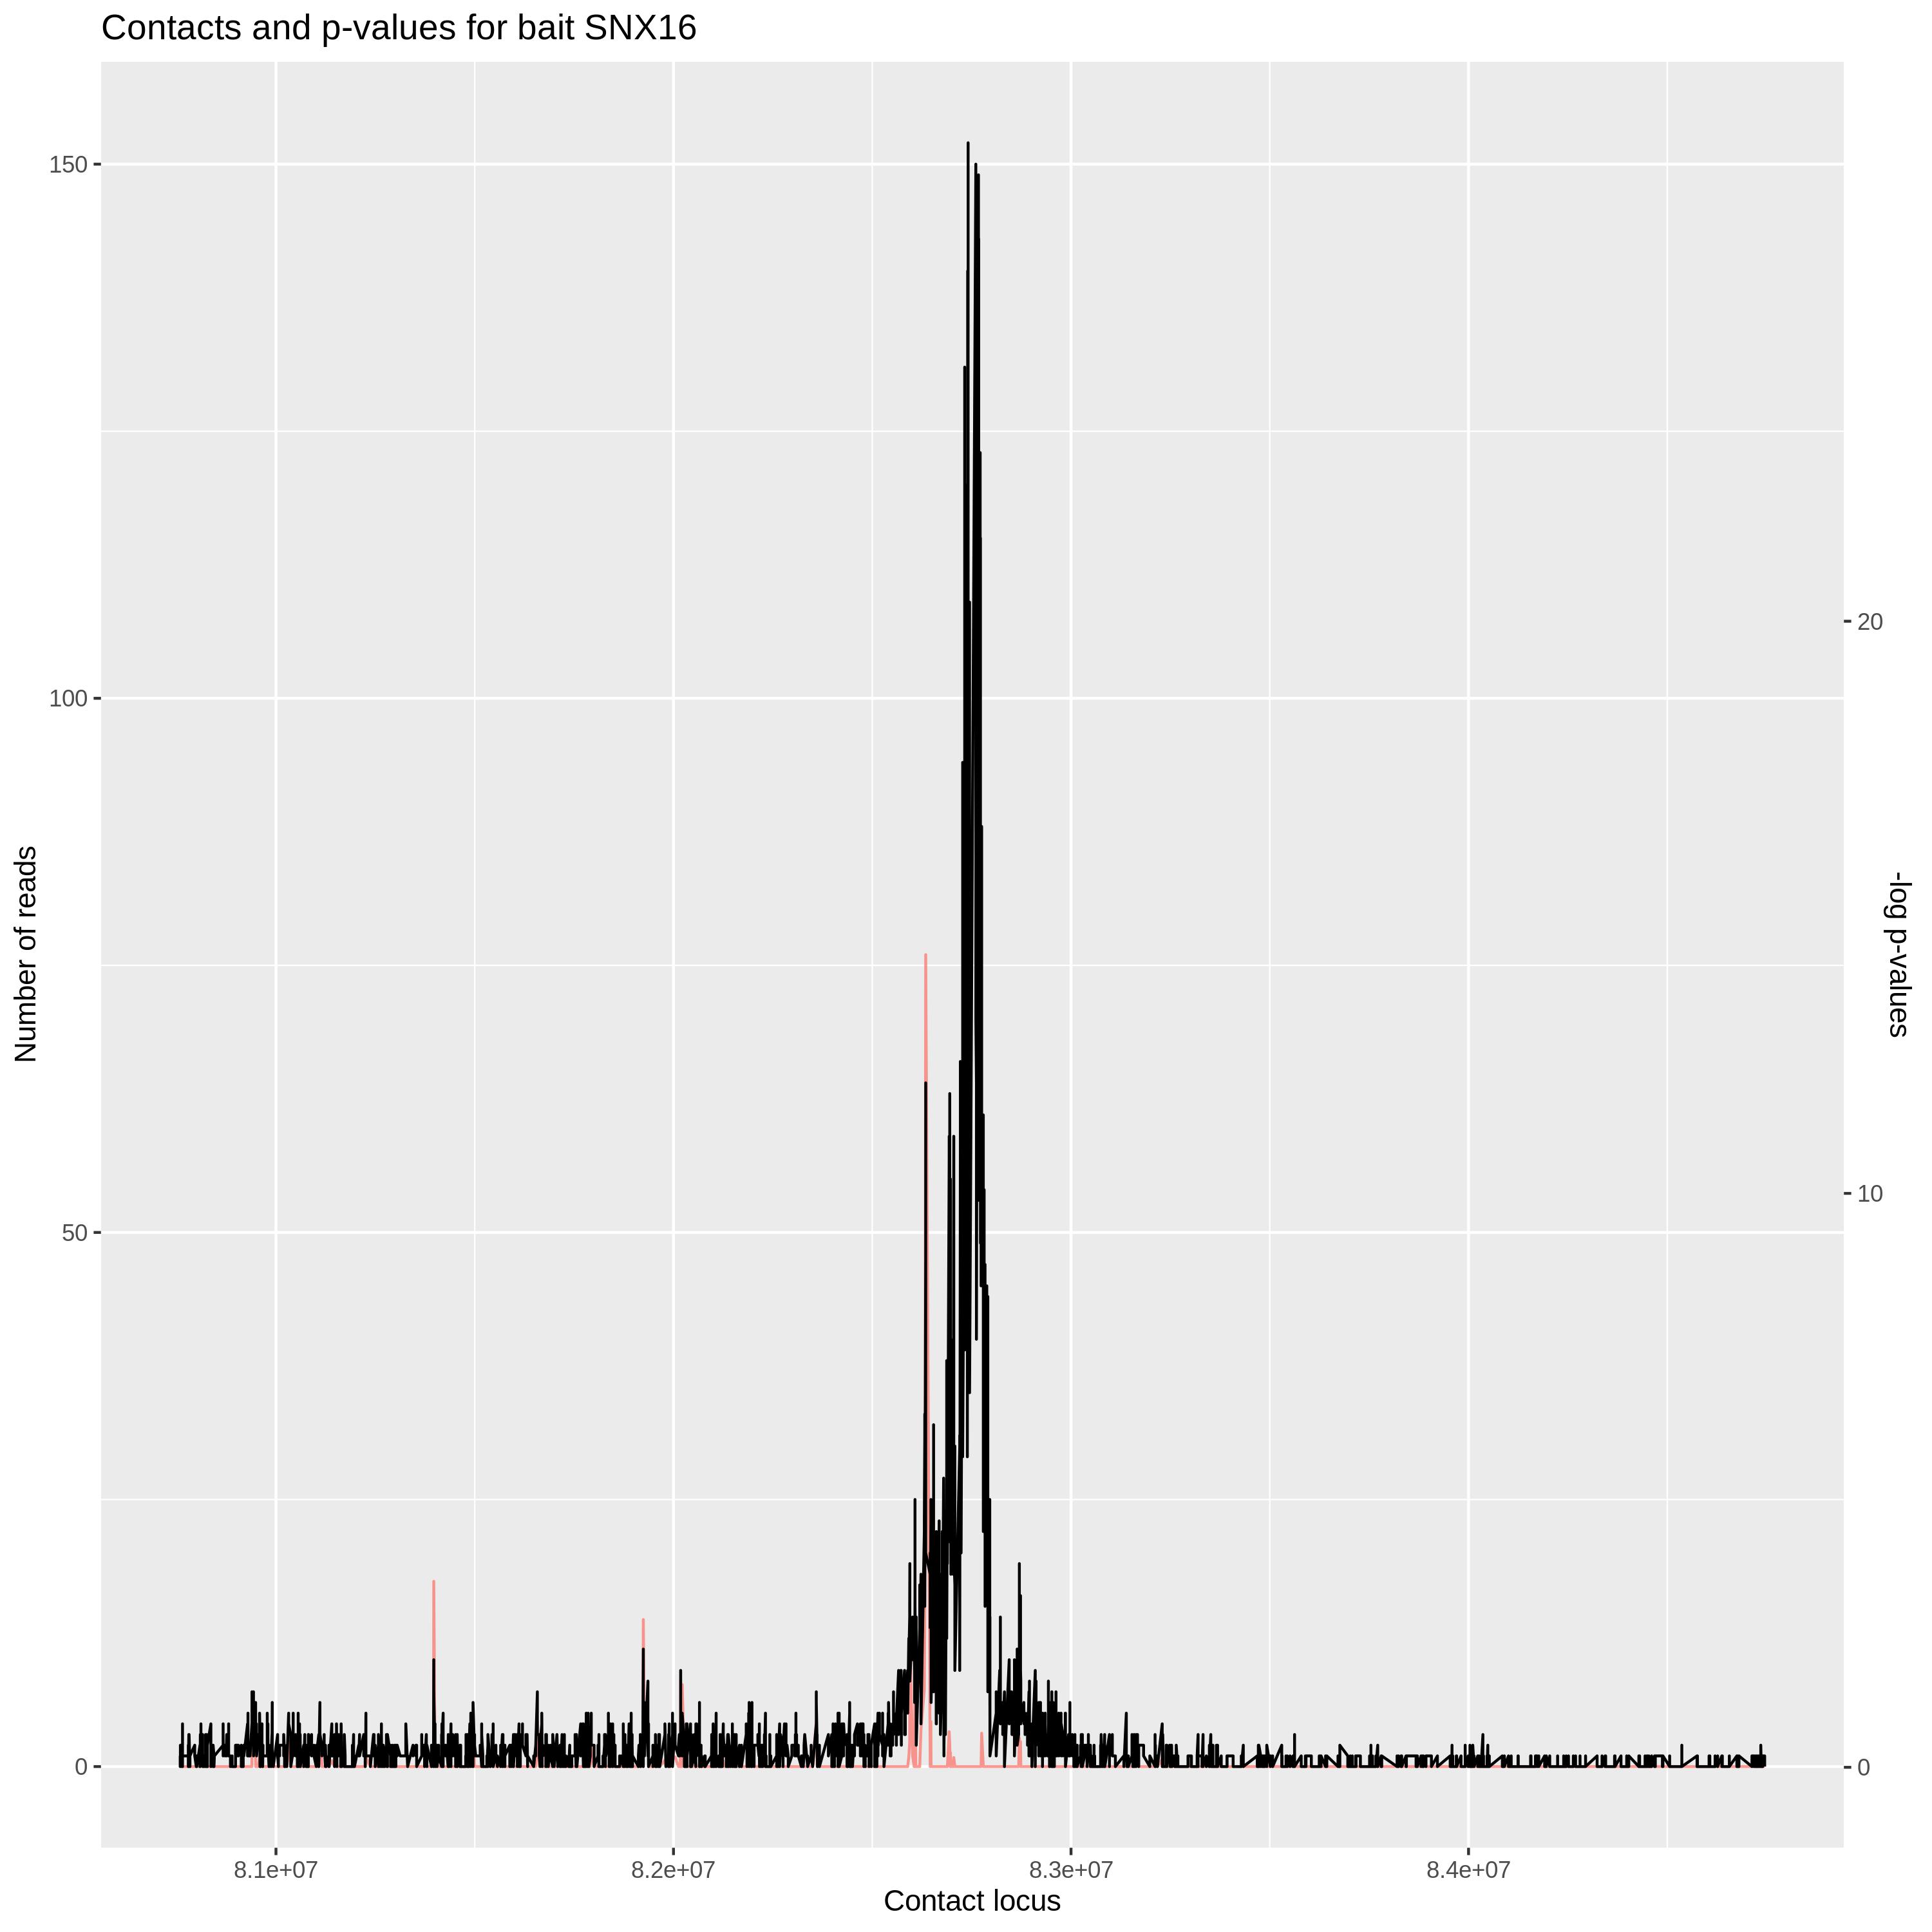 Contacts and p-values for bait SNX16
150
100
50
0
Number of reads
20
10
0
-log p-values
8.1e+07 8.2e+07 8.3e+07 8.4e+07
Contact locus